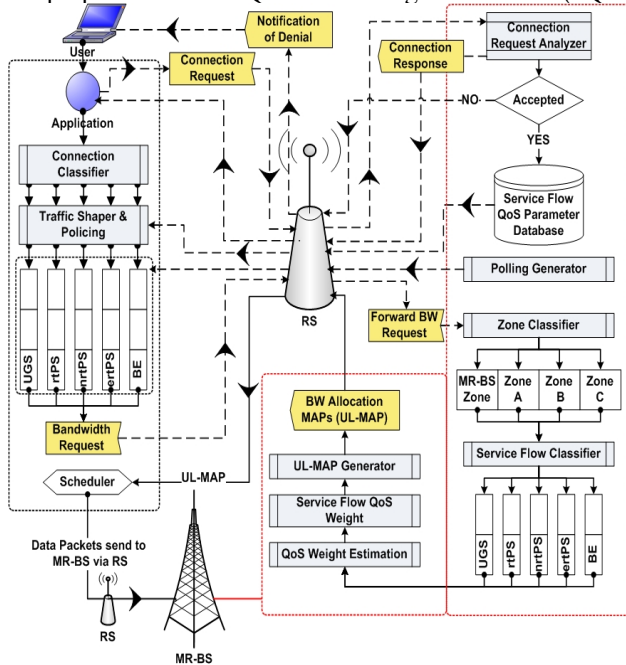 User
Notification
of Denial
Connection
Request
Connection
Response
Connection
Request Analyzer
Accepted
NO
YES
Application
Connection
Classifier
Traffic Shaper &
Policing
Service Flow
QoS Parameter
Database
Polling Generator
RS
Forward BW
Request
Zone Classifier
MR-BS
Zone
Zone
A
Zone
B
Zone
C
UGS
rtPS
nrtPS
ertPS
BE
Bandwidth
Request
BW Allocation
MAPs (UL-MAP)
Service Flow Classifier
UL-MAP Generator
Scheduler
UL-MAP
Service Flow QoS
Weight
QoS Weight Estimation
UGS
rtPS
nrtPS
ertPS
BE
Data Packets send to
MR-BS via RS
RS
MR-BS